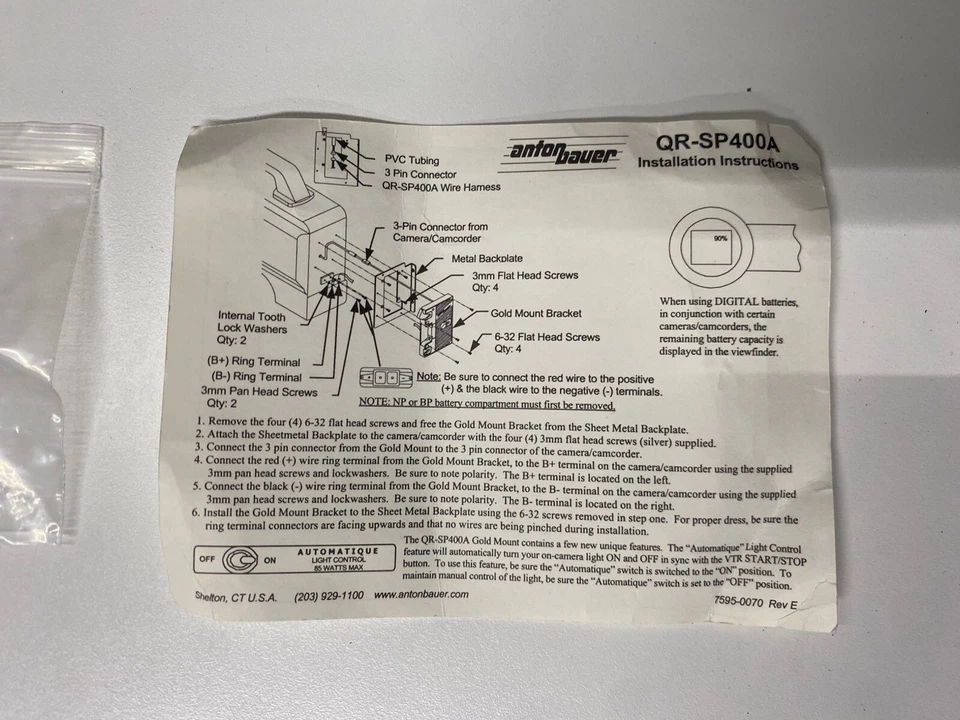 anton bauer
QR-SP400A
Installation Instructions
PVC Tubing
3 Pin Connector
QR-SP400A Wire Harness
3-Pin Connector from
Camera/Camcorder
Metal Backplate
3mm Flat Head Screws
Qty: 4
Gold Mount Bracket
6-32 Flat Head Screws
Qty: 4
Internal Tooth
Lock Washers
Qty: 2
(B+) Ring Terminal
(B-) Ring Terminal
3mm Pan Head Screws
Qty: 2
90%
When using DIGITAL batteries,
in conjunction with certain
cameras/camcorders, the
remaining battery capacity is
displayed in the viewfinder.
Note: Be sure to connect the red wire to the positive
(+) & the black wire to the negative (-) terminals.
NOTE: NP or BP battery compartment must first be removed.
1. Remove the four (4) 6-32 flat head screws and free the Gold Mount Bracket from the Sheet Metal Backplate.
2. Attach the Sheetmetal Backplate to the camera/camcorder with the four (4) 3mm flat head screws (silver) supplied.
3. Connect the 3 pin connector from the Gold Mount to the 3 pin connector of the camera/camcorder.
4. Connect the red (+) wire ring terminal from the Gold Mount Bracket, to the B+ terminal on the camera/camcorder using the supplied
3mm pan head screws and lockwashers. Be sure to note polarity. The B+ terminal is located on the left.
5. Connect the black (-) wire ring terminal from the Gold Mount Bracket, to the B- terminal on the camera/camcorder using the supplied
3mm pan head screws and lockwashers. Be sure to note polarity. The B- terminal is located on the right.
6. Install the Gold Mount Bracket to the Sheet Metal Backplate using the 6-32 screws removed in step one. For proper dress, be sure the
ring terminal connectors are facing upwards and that no wires are being pinched during installation.
OFF ON
AUTOMATIQUE
LIGHT CONTROL
85 WATTS MAX
The QR-SP400A Gold Mount contains a few new unique features. The "Automatique" Light Control
feature will automatically turn your on-camera light ON and OFF in sync with the VTR START/STOP
button. To use this feature, be sure the "Automatique" switch is switched to the "ON" position. To
maintain manual control of the light, be sure the "Automatique" switch is set to the "OFF" position.
Shelton, CT U.S.A. (203) 929-1100 www.antonbauer.com
7595-0070 Rev E